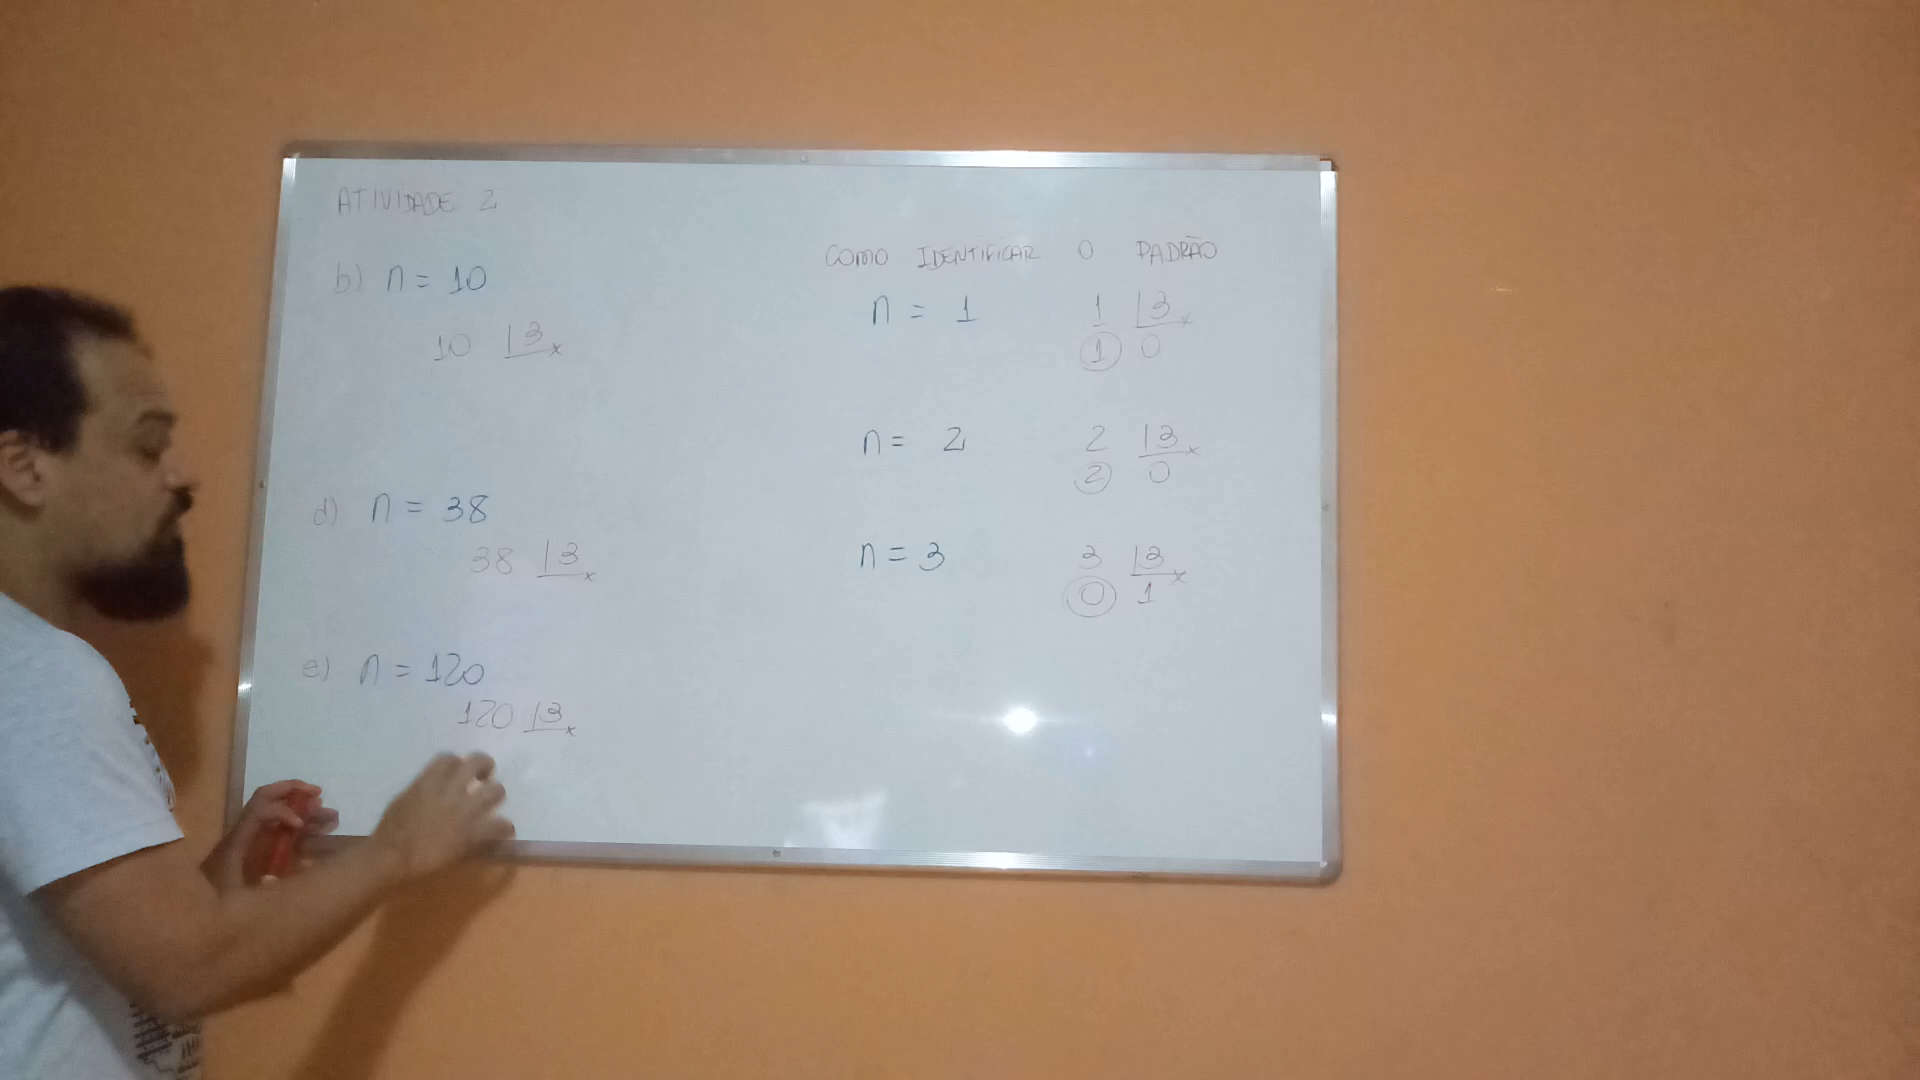 ATIVIDADE 2
b) n = 10
10 |3
d) n = 38
38 |3
e) n = 120
120 |3
COMO IDENTIFICAR O PADRÃO
n = 1 1 |3
1 0
n = 2 2 |3
2 0
n = 3 3 |3
0 1